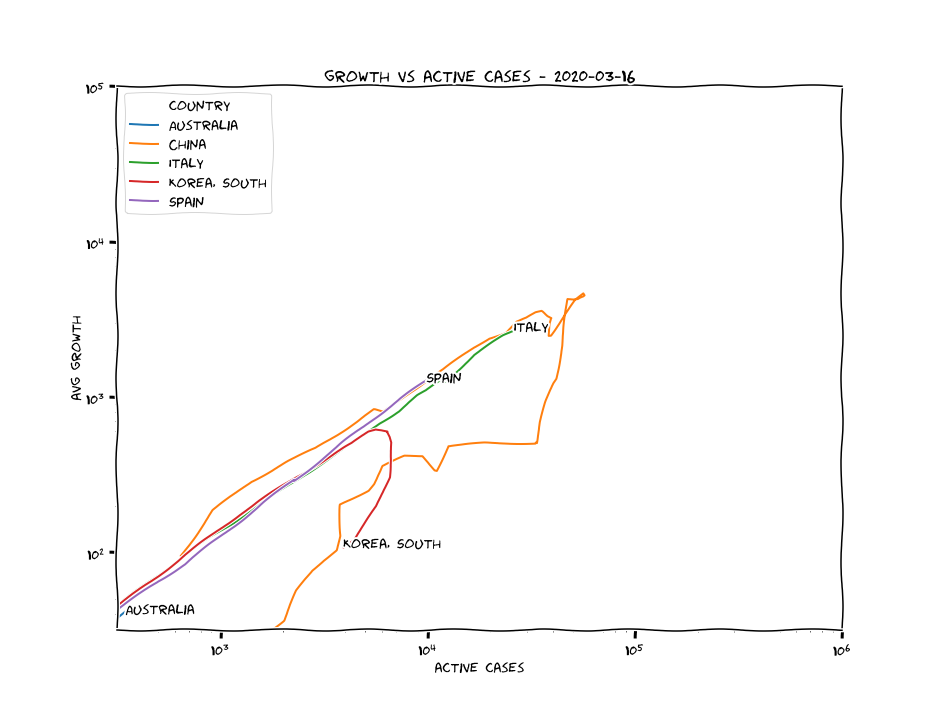 GROWTH VS ACTIVE CASES - 2020-03-16
10⁵
COUNTRY
AUSTRALIA
CHINA
ITALY
KOREA, SOUTH
SPAIN
10⁴
AVG GROWTH
ITALY
SPAIN
10³
KOREA, SOUTH
10²
AUSTRALIA
10³ 10⁴ 10⁵ 10⁶
ACTIVE CASES